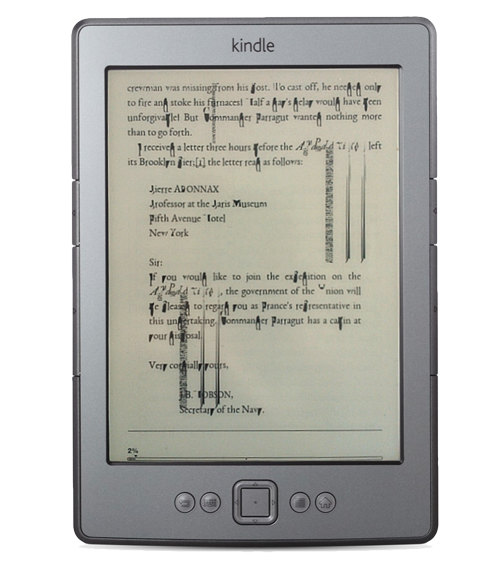 kindle
crewman was missing from his post. To cast off, he needed only
to fire and stoke his furnaces! Half a day's delay would have been
unforgivable! But Commander Farragut wanted nothing more
than to go forth.
I received a letter three hours before the left
its Brooklyn pier;[1] the letter read as follows:
Pierre ARONNAX
Professor at the Paris Museum
Fifth Avenue Hotel
New York
Sir:
If you would like to join the expedition on the
, the government of the Union will
be pleased to regard you as France's representative in
this undertaking. Commander Farragut has a cabin at
your disposal.
Very cordially yours,
J.B. HOBSON,
Secretary of the Navy.
2%